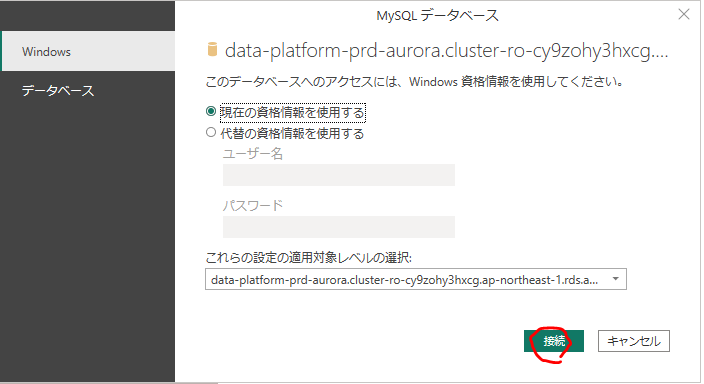 MySQL データベース
Windows
データベース
data-platform-prd-aurora.cluster-ro-cy9zohy3hxcg....
このデータベースへのアクセスには、Windows 資格情報を使用してください。
現在の資格情報を使用する
代替の資格情報を使用する
ユーザー名
パスワード
これらの設定の適用対象レベルの選択:
data-platform-prd-aurora.cluster-ro-cy9zohy3hxcg.ap-northeast-1.rds.a...
接続
キャンセル